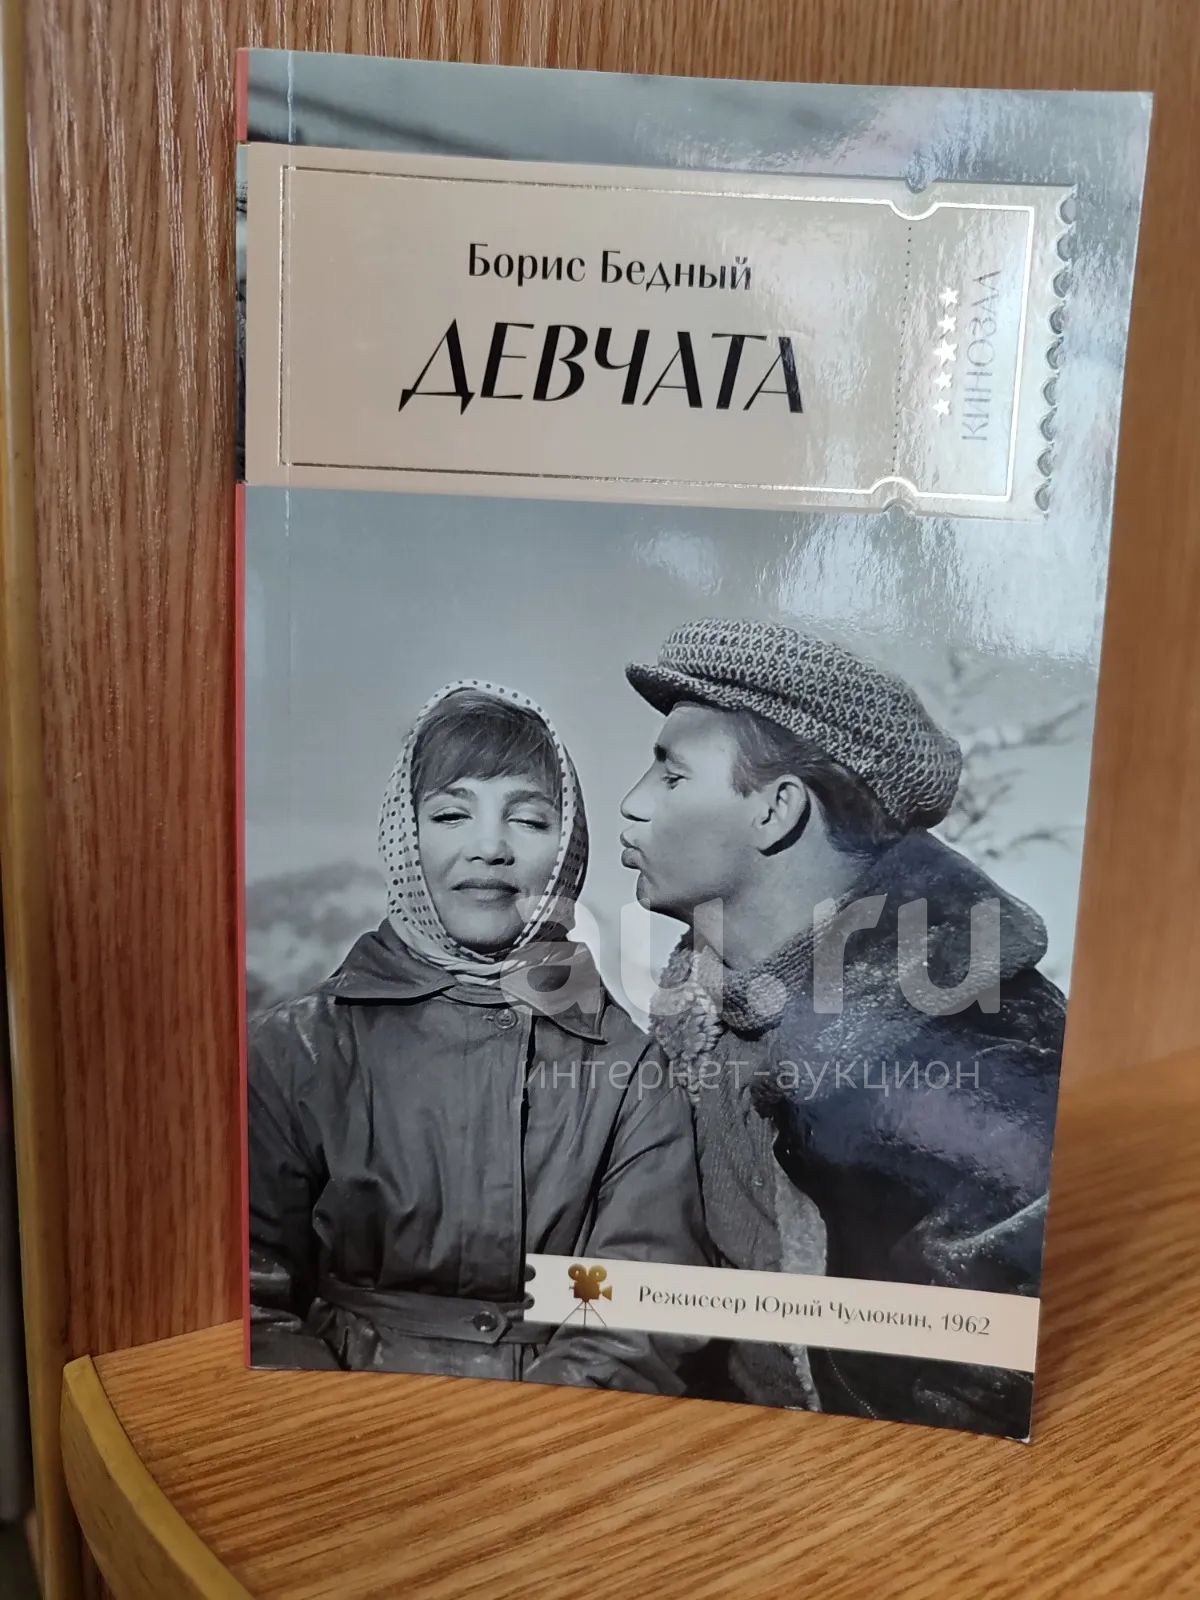 Борис Бедный
ДЕВЧАТА
КИНОЗАЛ
au.ru
интернет-аукцион
Режиссер Юрий Чулюкин, 1962